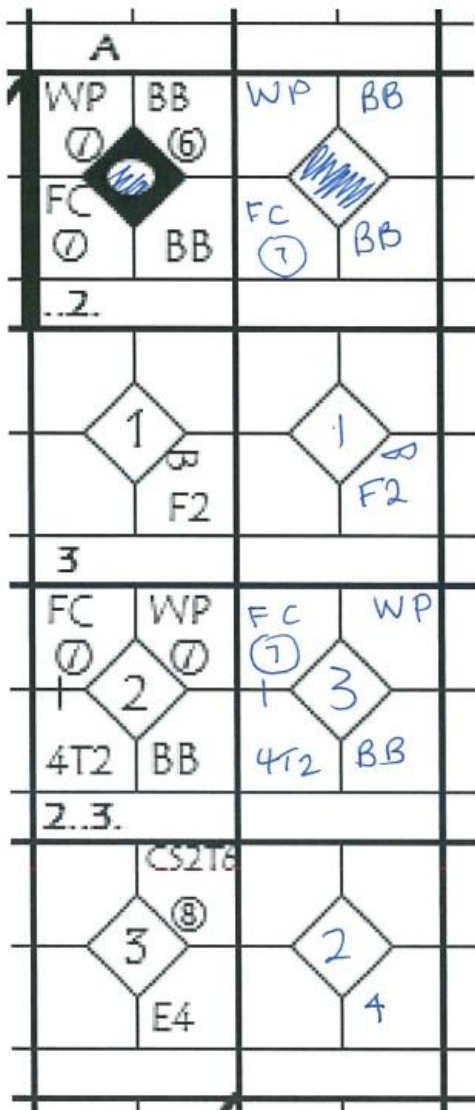 A
WP BB WP BB
⑦ ⑥
FC FC
⑦ BB ⑦ BB
..2.
1 1
B B
F2 F2
3
FC WP FC WP
⑦ ⑦ ⑦
2 3
4T2 BB 4T2 BB
2..3.
CS2T6
⑧
3 2
E4 4